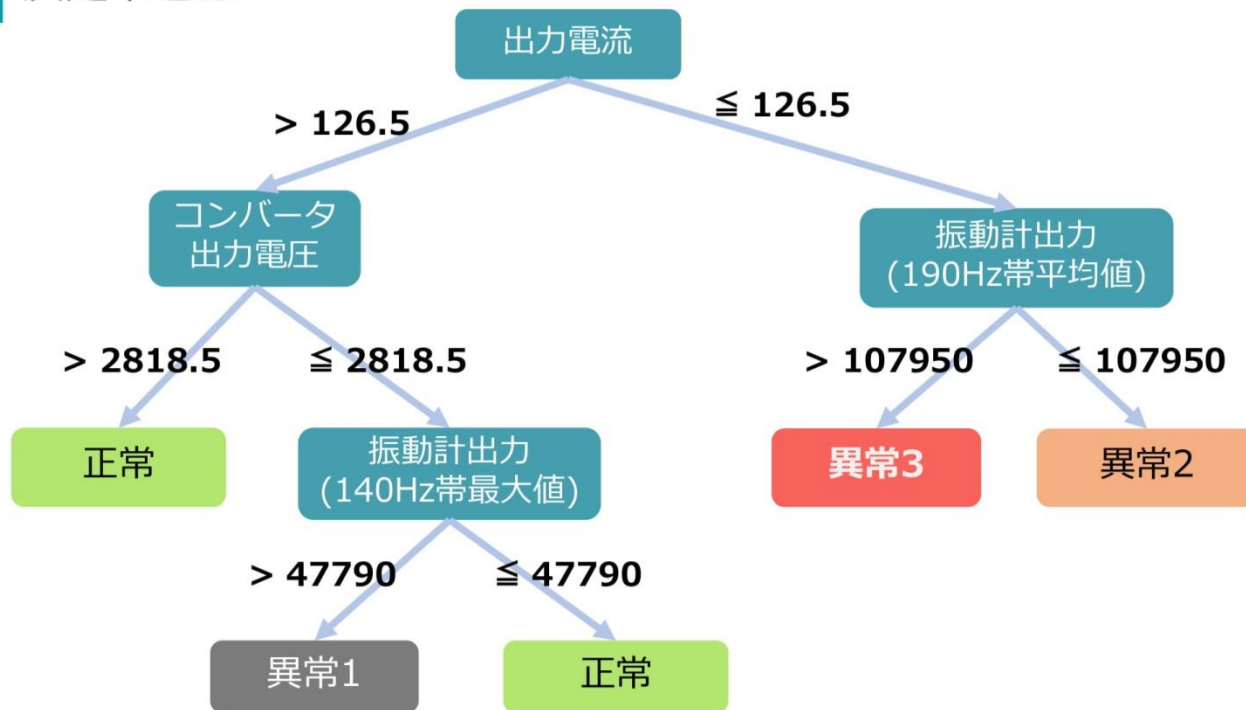 出力電流
> 126.5
≦ 126.5
コンバータ
出力電圧
振動計出力
(190Hz帯平均値)
> 2818.5
≦ 2818.5
> 107950
≦ 107950
正常
振動計出力
(140Hz帯最大値)
異常3
異常2
> 47790
≦ 47790
異常1
正常